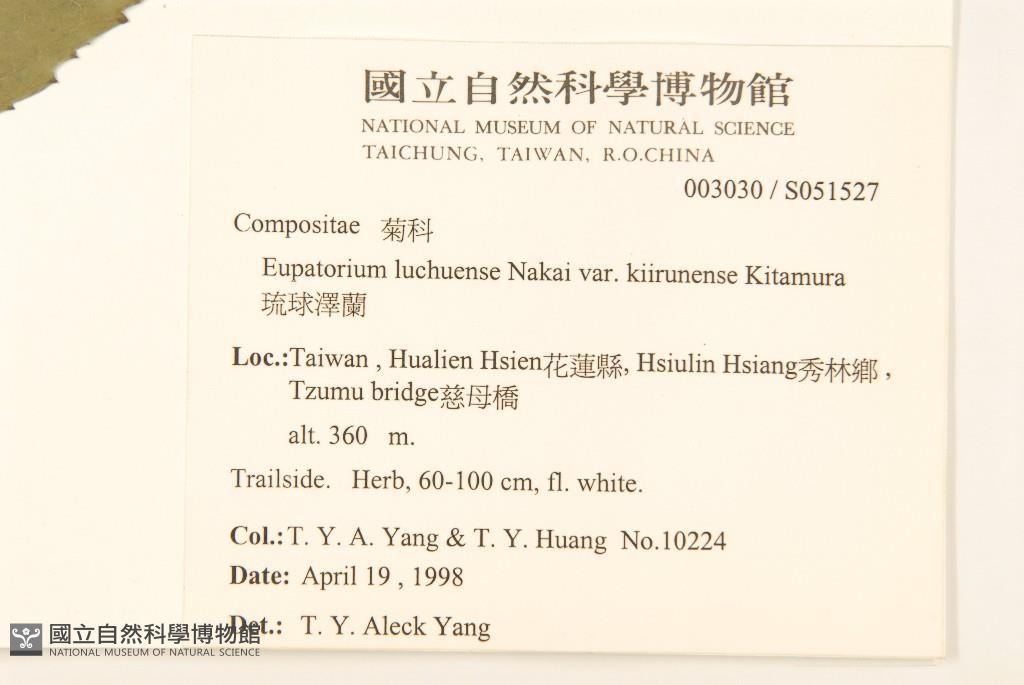 國立自然科學博物館
NATIONAL MUSEUM OF NATURAL SCIENCE
TAICHUNG, TAIWAN, R.O.CHINA
003030 / S051527
Compositae 菊科
Eupatorium luchuense Nakai var. kiirunense Kitamura
琉球澤蘭
Loc.:Taiwan , Hualien Hsien花蓮縣, Hsiulin Hsiang秀林鄉 ,
Tzumu bridge慈母橋
alt. 360 m.
Trailside. Herb, 60-100 cm, fl. white.
Col.: T. Y. A. Yang & T. Y. Huang No.10224
Date: April 19 , 1998
Det.: T. Y. Aleck Yang
國立自然科學博物館
NATIONAL MUSEUM OF NATURAL SCIENCE